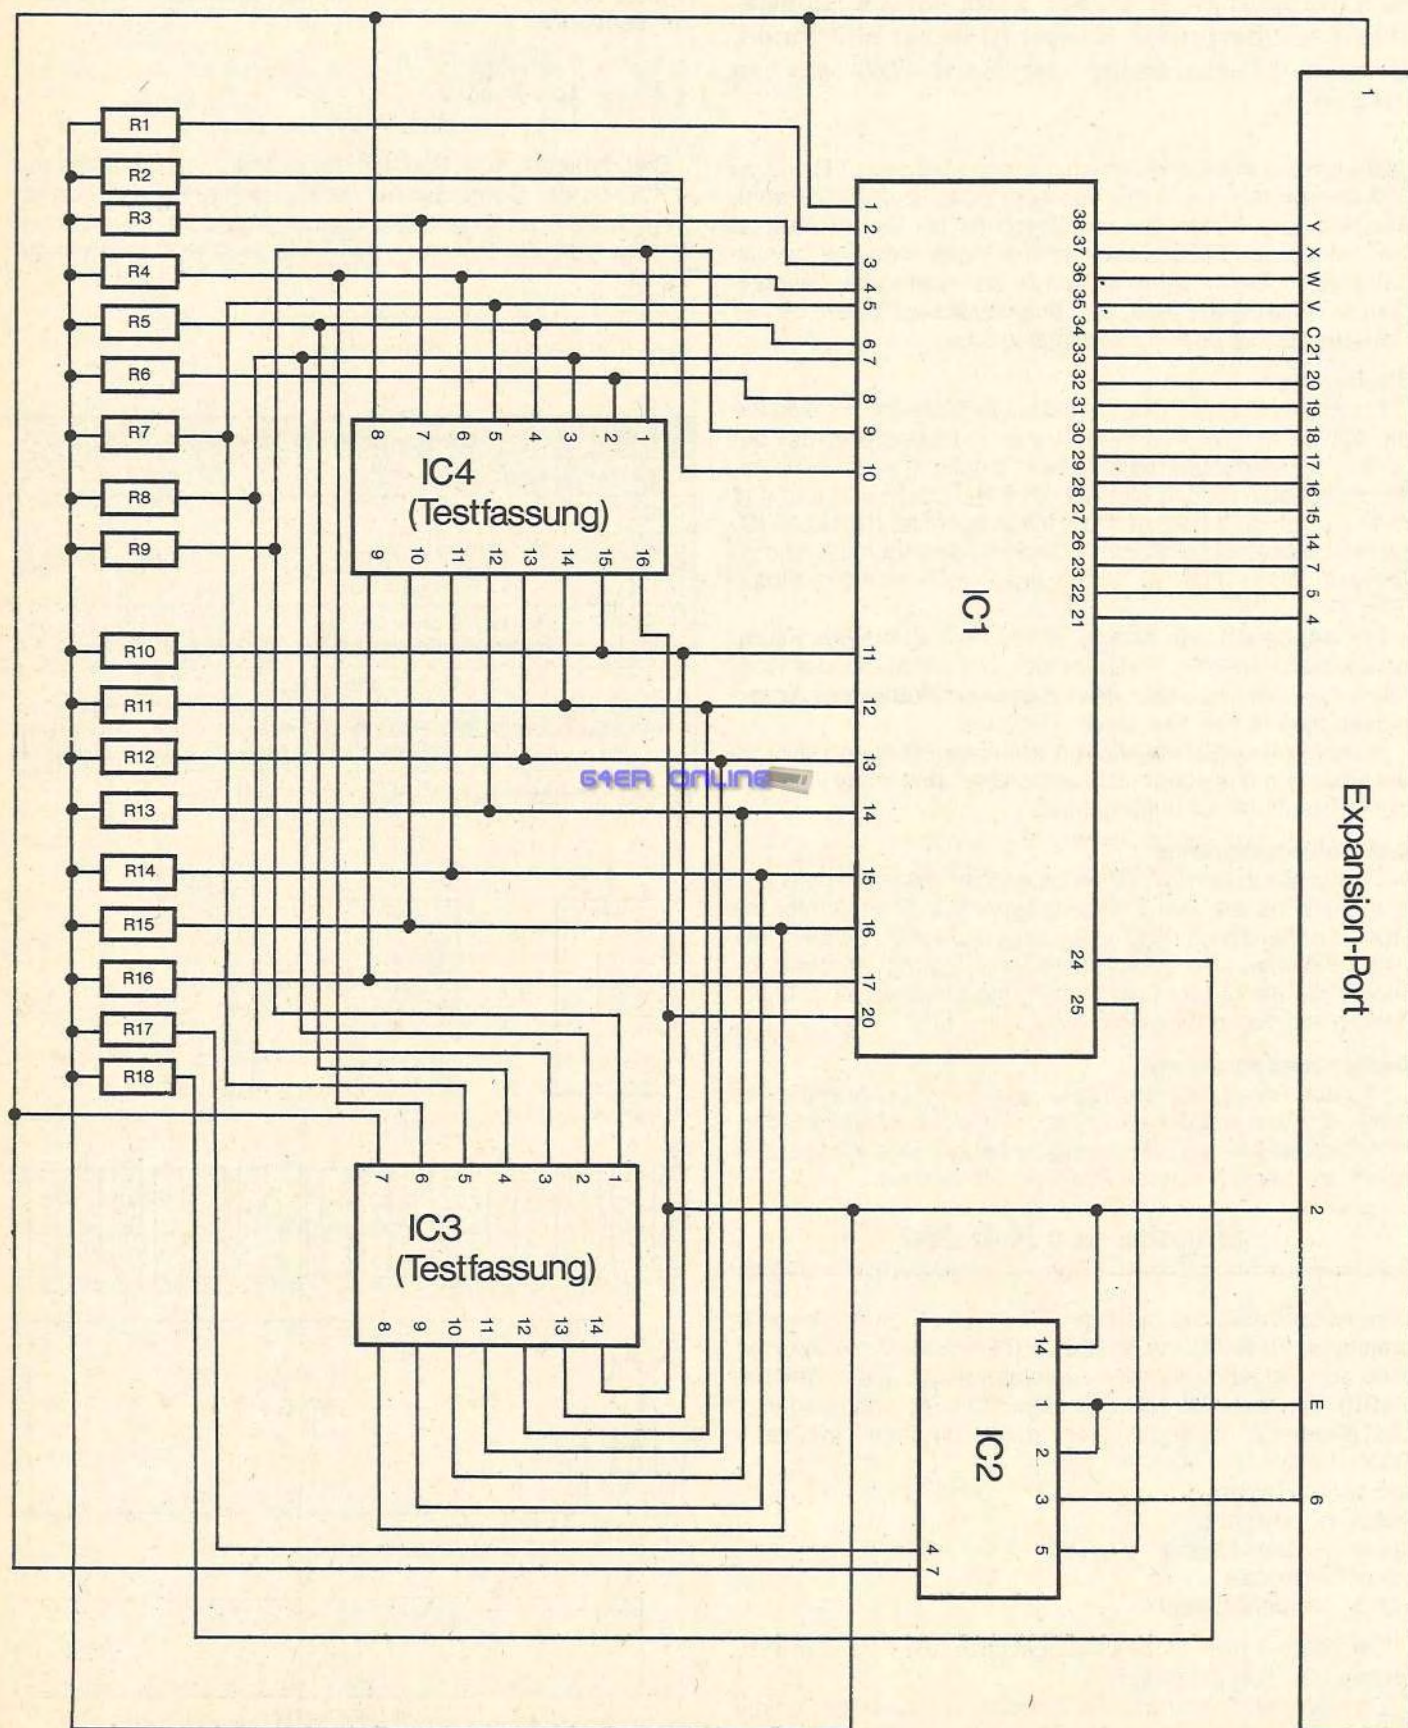 1
R1
R2
R3
R4
R5
R6
R7
R8
R9
R10
R11
R12
R13
R14
R15
R16
R17
R18
8 7 6 5 4 3 2 1
IC4
(Testfassung)
9 10 11 12 13 14 15 16
1
2
3
4
5
6
7
8
9
10
11
12
13
14
15
16
17
20
IC1
38
37
36
35
34
33
32
31
30
29
28
27
26
23
22
21
24
25
Y
X
W
V
C
21
20
19
18
17
16
15
14
7
5
4
Expansion-Port
2
E
6
64ER ONLINE
7 6 5 4 3 2 1
IC3
(Testfassung)
8 9 10 11 12 13 14
14
1
2
3
5
IC2
4
7